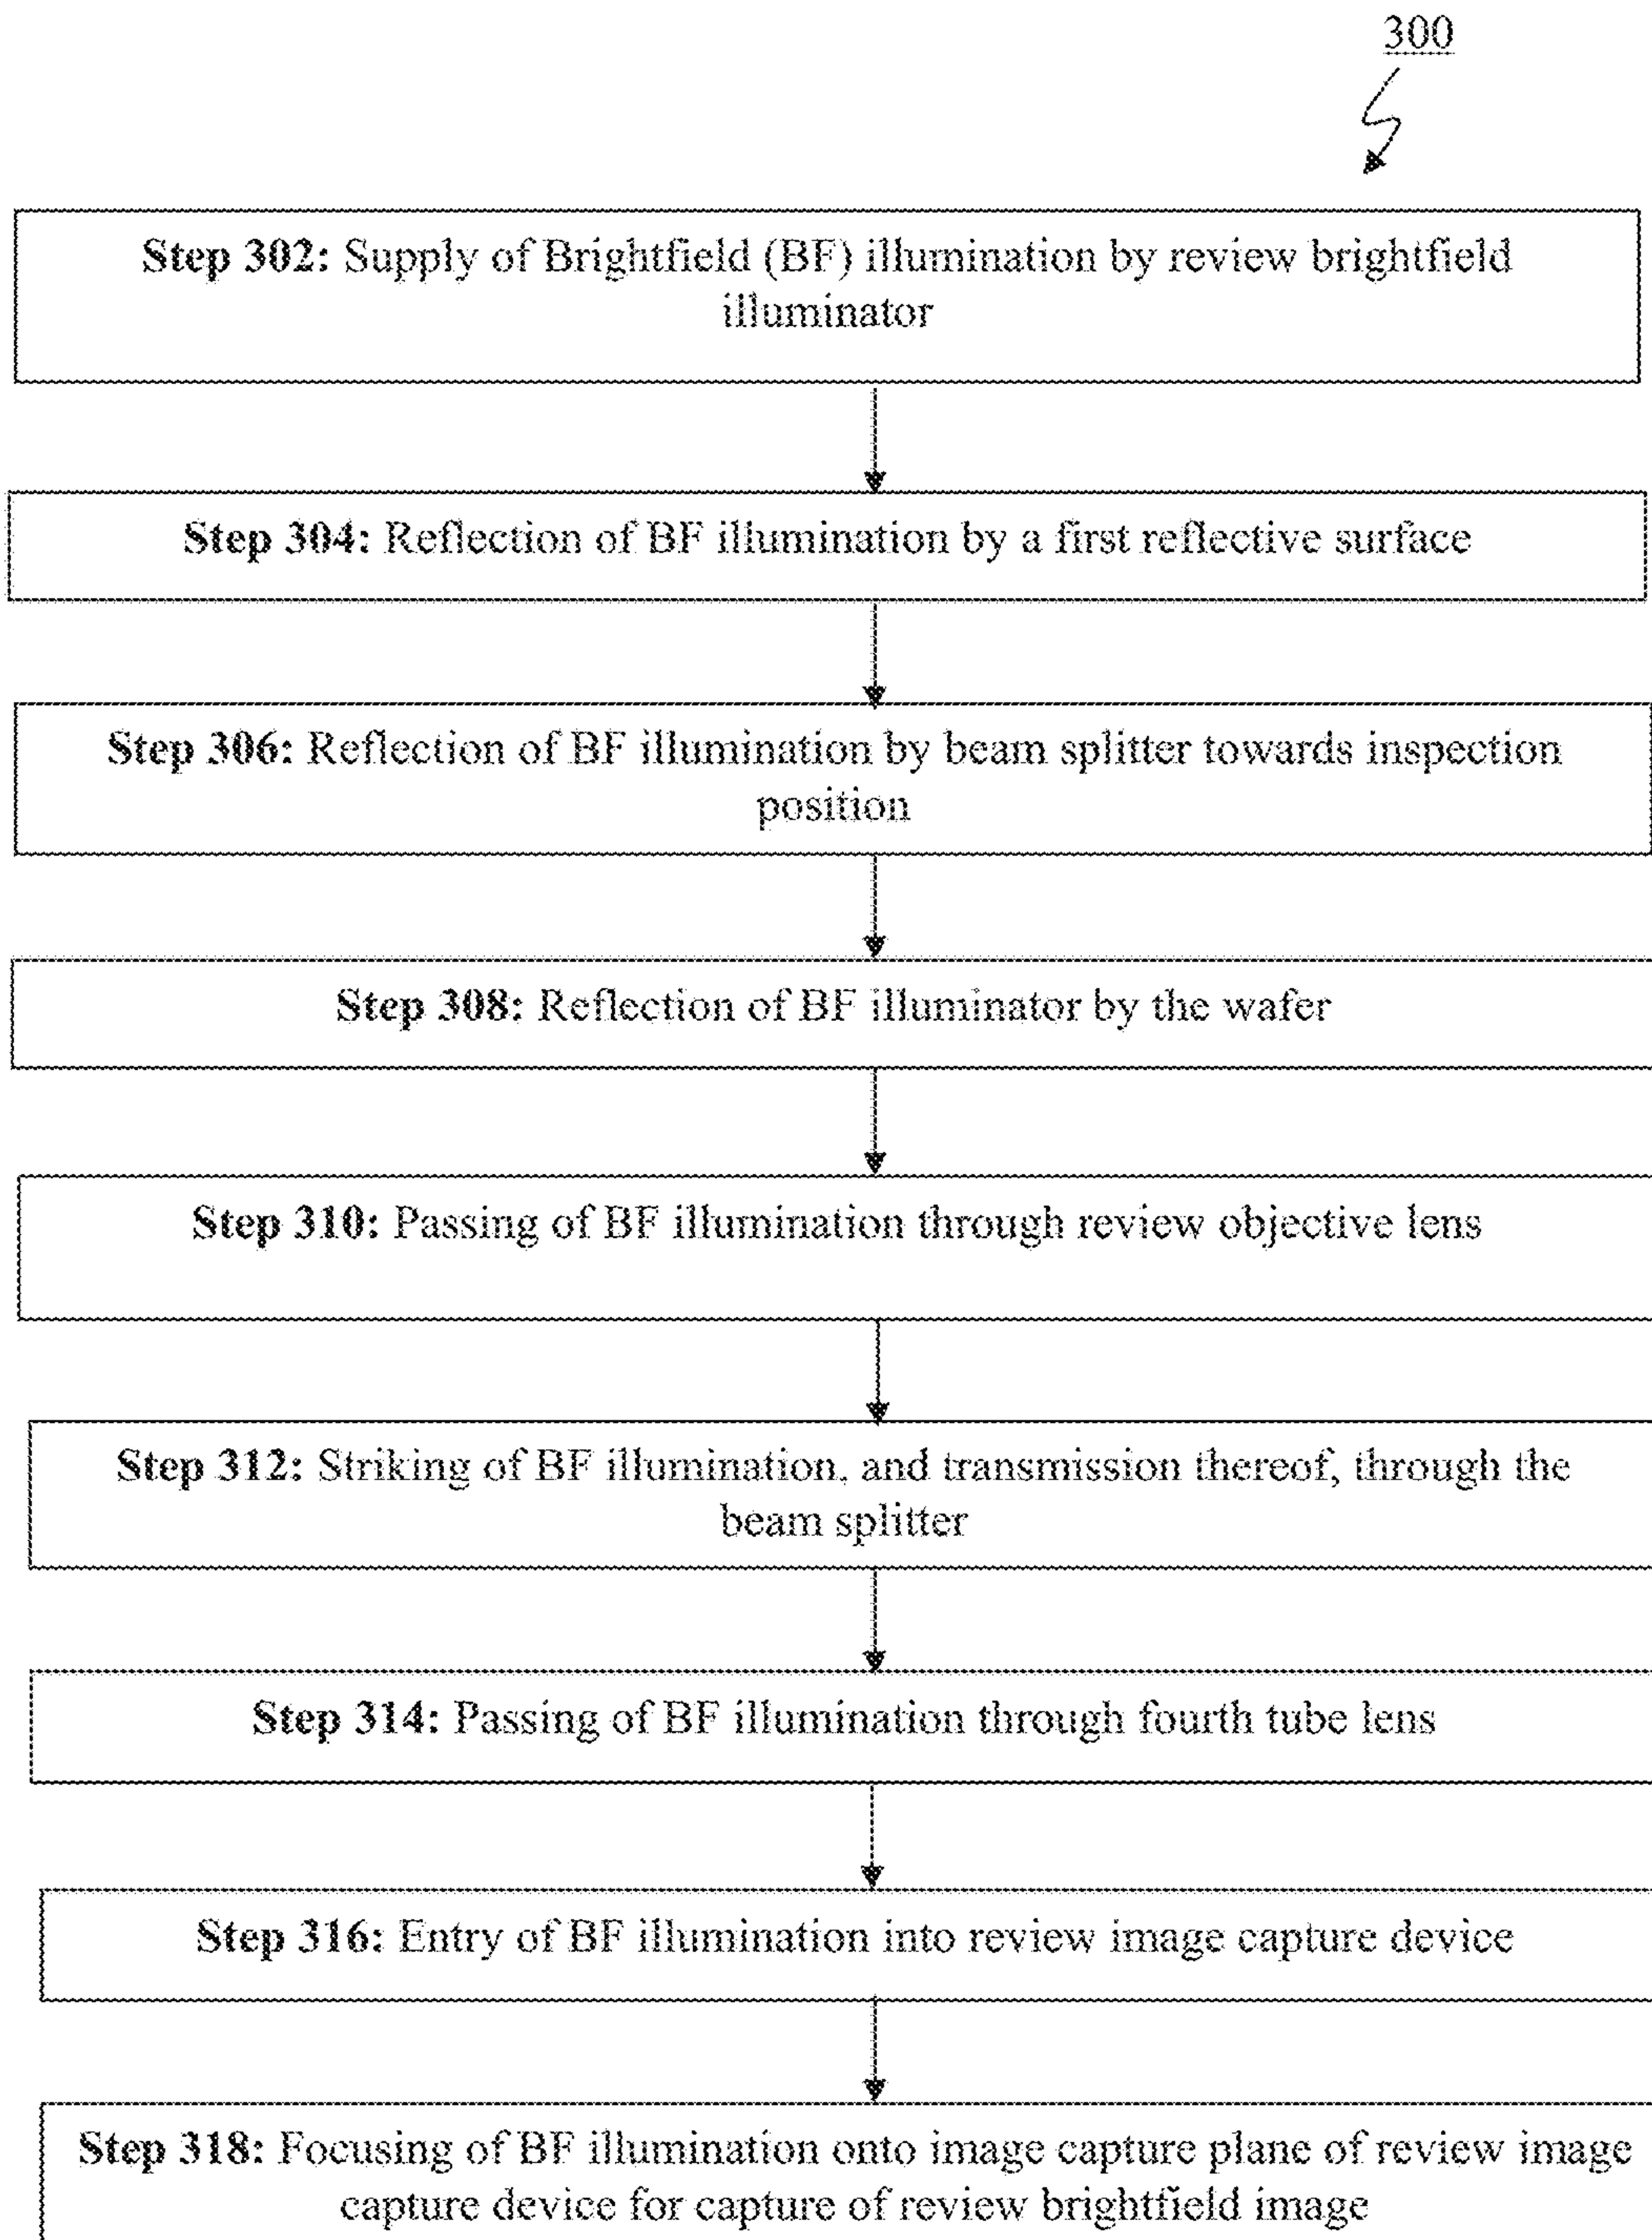 300
Step 302: Supply of Brightfield (BF) illumination by review brightfield
illuminator
Step 304: Reflection of BF illumination by a first reflective surface
Step 306: Reflection of BF illumination by beam splitter towards inspection
position
Step 308: Reflection of BF illuminator by the wafer
Step 310: Passing of BF illumination through review objective lens
Step 312: Striking of BF illumination, and transmission thereof, through the
beam splitter
Step 314: Passing of BF illumination through fourth tube lens
Step 316: Entry of BF illumination into review image capture device
Step 318: Focusing of BF illumination onto image capture plane of review image
capture device for capture of review brightfield image